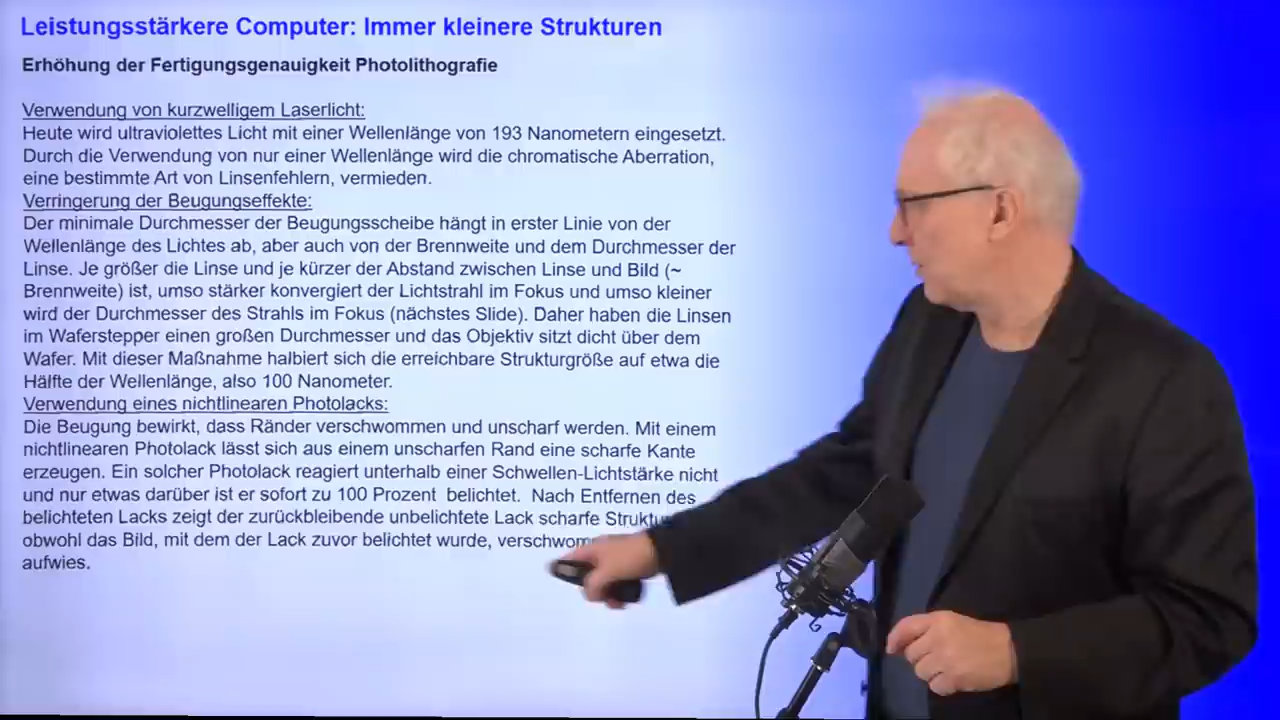 Leistungsstärkere Computer: Immer kleinere Strukturen
Erhöhung der Fertigungsgenauigkeit Photolithografie
Verwendung von kurzwelligem Laserlicht:
Heute wird ultraviolettes Licht mit einer Wellenlänge von 193 Nanometern eingesetzt.
Durch die Verwendung von nur einer Wellenlänge wird die chromatische Aberration,
eine bestimmte Art von Linsenfehlern, vermieden.
Verringerung der Beugungseffekte:
Der minimale Durchmesser der Beugungsscheibe hängt in erster Linie von der
Wellenlänge des Lichtes ab, aber auch von der Brennweite und dem Durchmesser der
Linse. Je größer die Linse und je kürzer der Abstand zwischen Linse und Bild (~
Brennweite) ist, umso stärker konvergiert der Lichtstrahl im Fokus und umso kleiner
wird der Durchmesser des Strahls im Fokus (nächstes Slide). Daher haben die Linsen
im Waferstepper einen großen Durchmesser und das Objektiv sitzt dicht über dem
Wafer. Mit dieser Maßnahme halbiert sich die erreichbare Strukturgröße auf etwa die
Hälfte der Wellenlänge, also 100 Nanometer.
Verwendung eines nichtlinearen Photolacks:
Die Beugung bewirkt, dass Ränder verschwommen und unscharf werden. Mit einem
nichtlinearen Photolack lässt sich aus einem unscharfen Rand eine scharfe Kante
erzeugen. Ein solcher Photolack reagiert unterhalb einer Schwellen-Lichtstärke nicht
und nur etwas darüber ist er sofort zu 100 Prozent belichtet. Nach Entfernen des
belichteten Lacks zeigt der zurückbleibende unbelichtete Lack scharfe
obwohl das Bild, mit dem der Lack zuvor belichtet wurde,
aufwies.